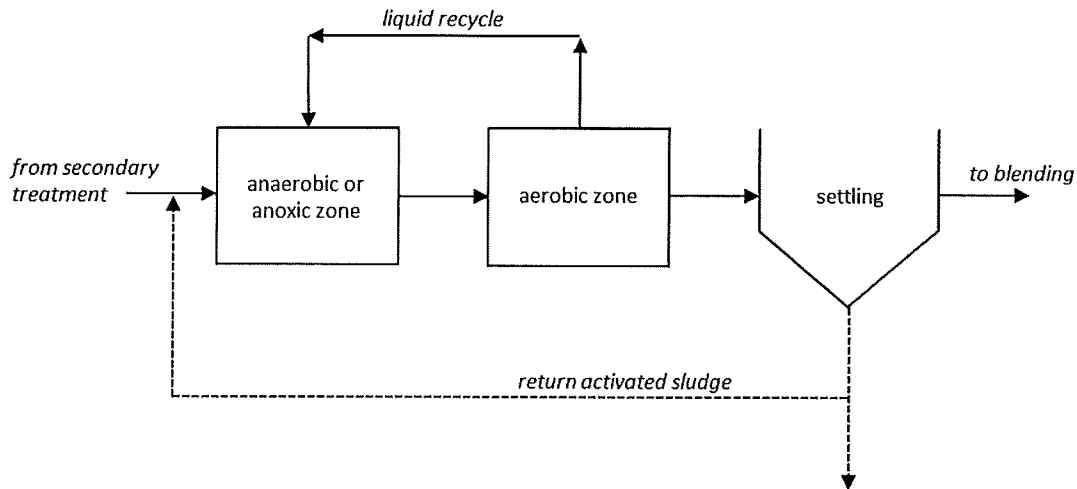 liquid recycle
from secondary
treatment
anaerobic or
anoxic zone
aerobic zone
settling
to blending
return activated sludge